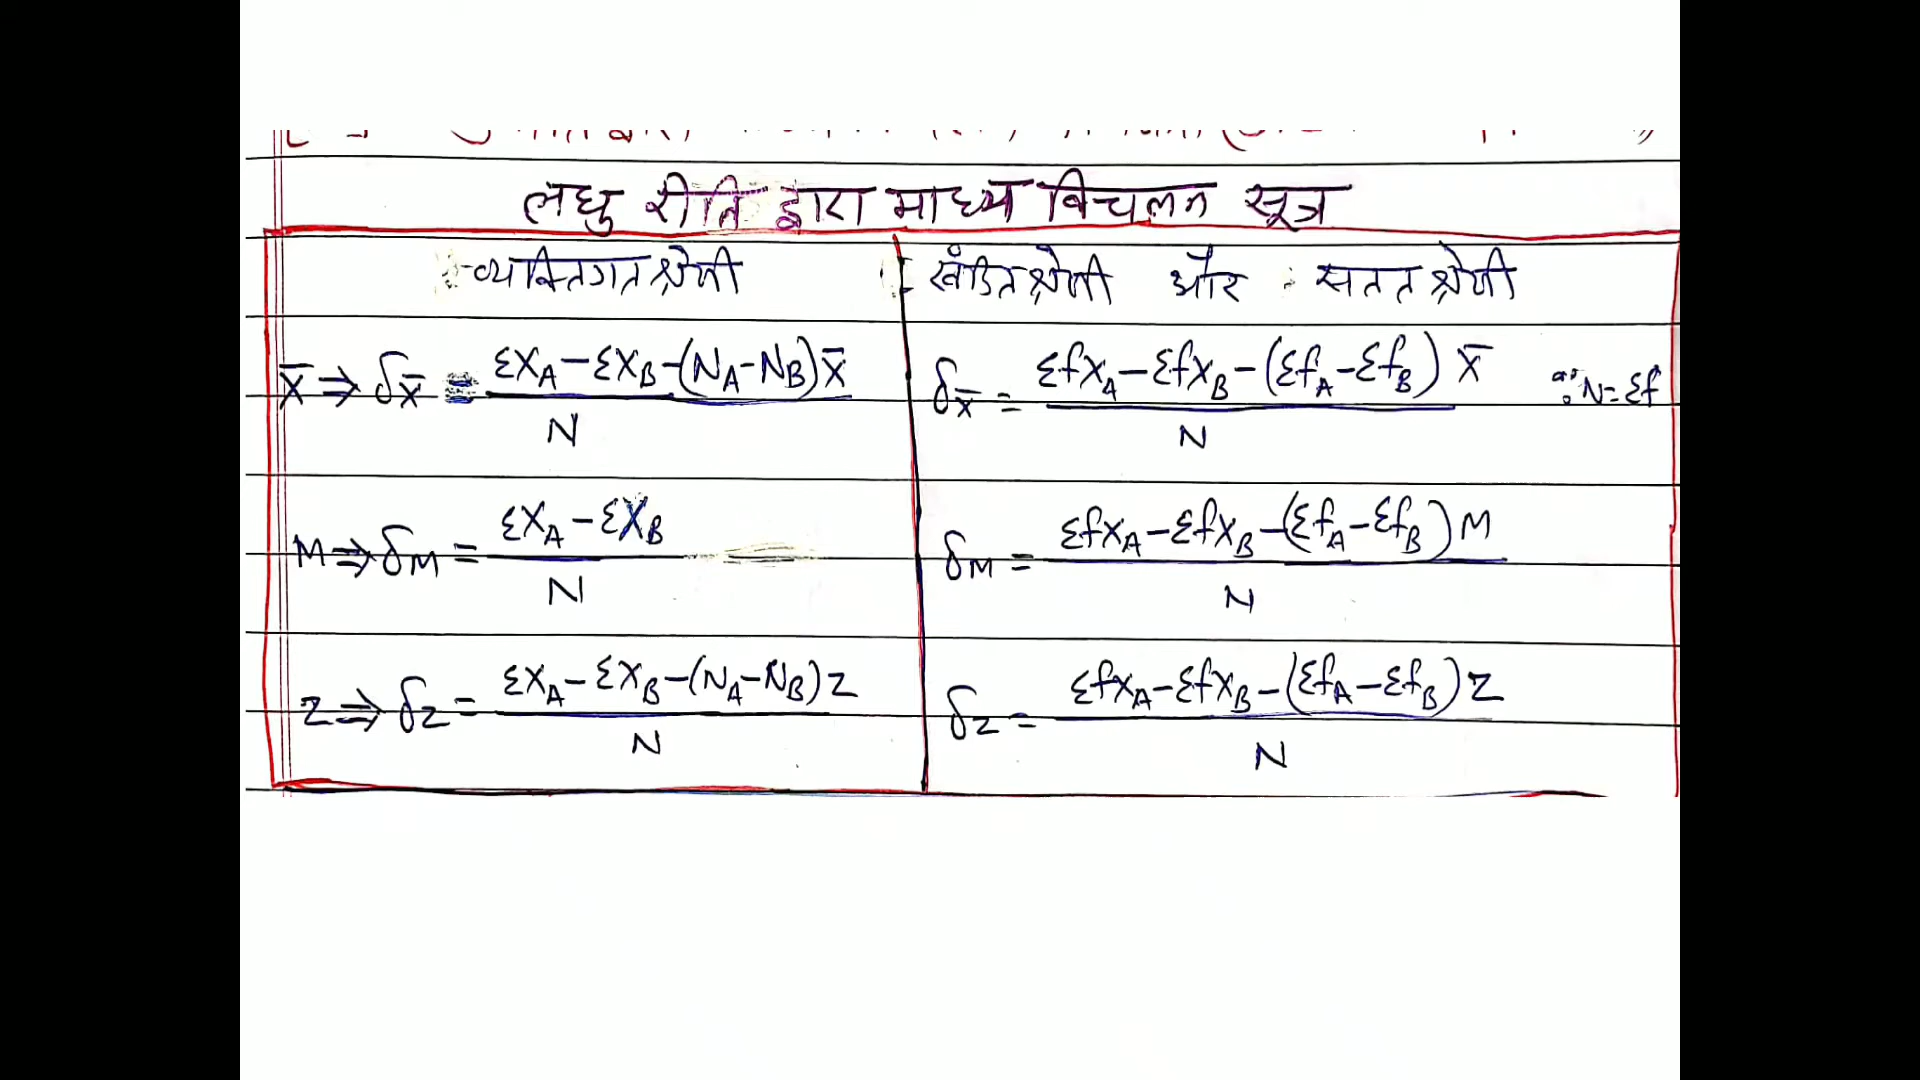 लघु रीति द्वारा माध्य विचलन सूत्र
व्यक्तिगत श्रेणी
खंडित श्रेणी और सतत श्रेणी
X̅ ⇒ δX̅ = ΣXA − ΣXB − (NA − NB) X̅ / N
δX̅ = ΣfXA − ΣfXB − (ΣfA − ΣfB) X̅ / N ∵ N = Σf
M ⇒ δM = ΣXA − ΣXB / N
δM = ΣfXA − ΣfXB − (ΣfA − ΣfB) M / N
Z ⇒ δZ = ΣXA − ΣXB − (NA − NB) Z / N
δZ = ΣfXA − ΣfXB − (ΣfA − ΣfB) Z / N